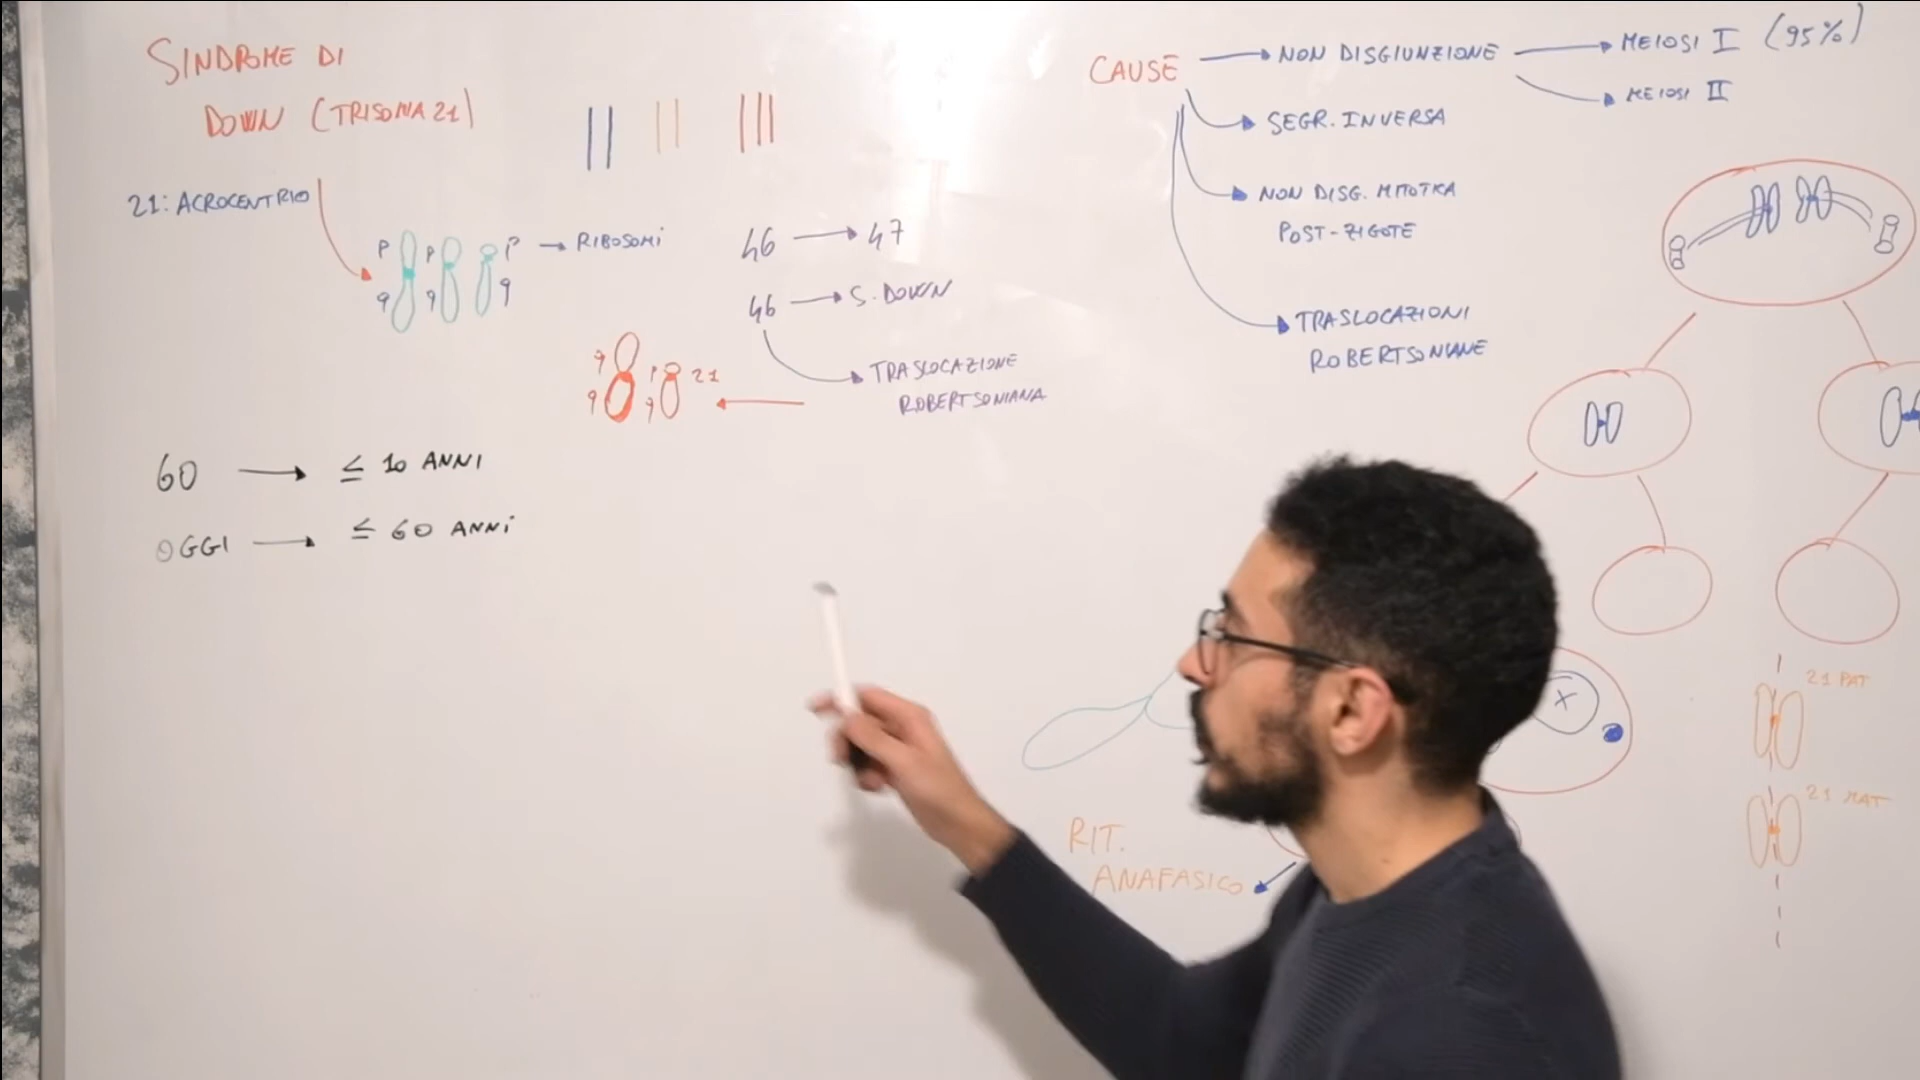 SINDROME DI
DOWN (TRISOMIA 21)
21: ACROCENTRICO
P P P → RIBOSOMI
q q q
46 → 47
46 → S. DOWN
TRASLOCAZIONE
ROBERTSONIANA
q P 21
q q
60 → ≤ 10 ANNI
OGGI → ≤ 60 ANNI
CAUSE → NON DISGIUNZIONE → MEIOSI I (95%)
MEIOSI II
SEGR. INVERSA
NON DISG. MITOTICA
POST-ZIGOTE
TRASLOCAZIONI
ROBERTSONIANE
X
21 PAT
21 MAT
RIT.
ANAFASICO